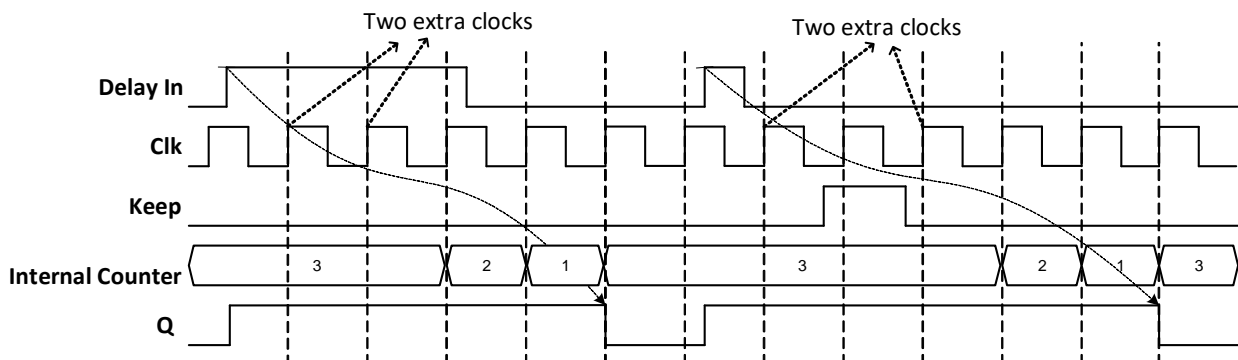 Two extra clocks
Two extra clocks
Delay In
Clk
Keep
Internal Counter
3
2
1
3
2
1
3
Q